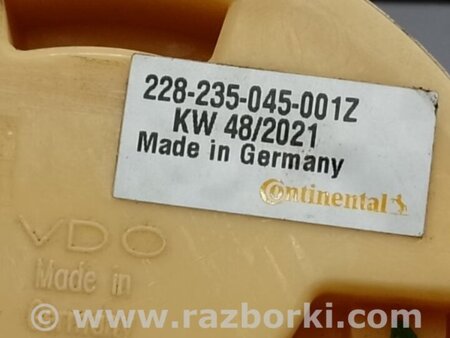 228-235-045-001Z
KW 48/2021
Made in Germany
Continental
VDO
Made in
© www.razborki.com